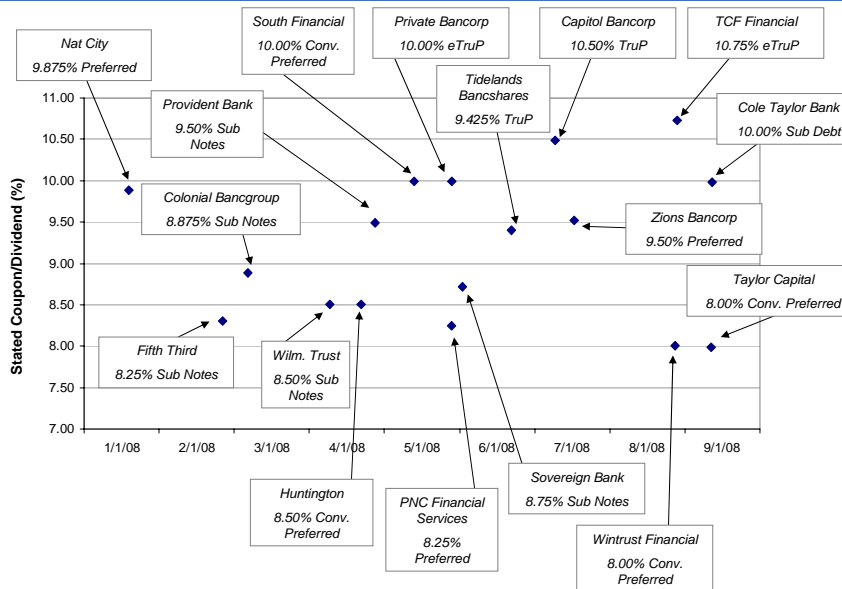 South Financial
10.00% Conv.
Preferred
Private Bancorp
10.00% eTruP
Capitol Bancorp
10.50% TruP
TCF Financial
10.75% eTruP
Nat City
9.875% Preferred
Tidelands
Bancshares
9.425% TruP
Provident Bank
9.50% Sub
Notes
Cole Taylor Bank
10.00% Sub Debt
Colonial Bancgroup
8.875% Sub Notes
Zions Bancorp
9.50% Preferred
Taylor Capital
8.00% Conv. Preferred
Fifth Third
8.25% Sub Notes
Wilm. Trust
8.50% Sub
Notes
Stated Coupon/Dividend (%)
11.00
10.50
10.00
9.50
9.00
8.50
8.00
7.50
7.00
1/1/08
2/1/08
3/1/08
4/1/08
5/1/08
6/1/08
7/1/08
8/1/08
9/1/08
Huntington
8.50% Conv.
Preferred
PNC Financial
Services
8.25%
Preferred
Sovereign Bank
8.75% Sub Notes
Wintrust Financial
8.00% Conv.
Preferred